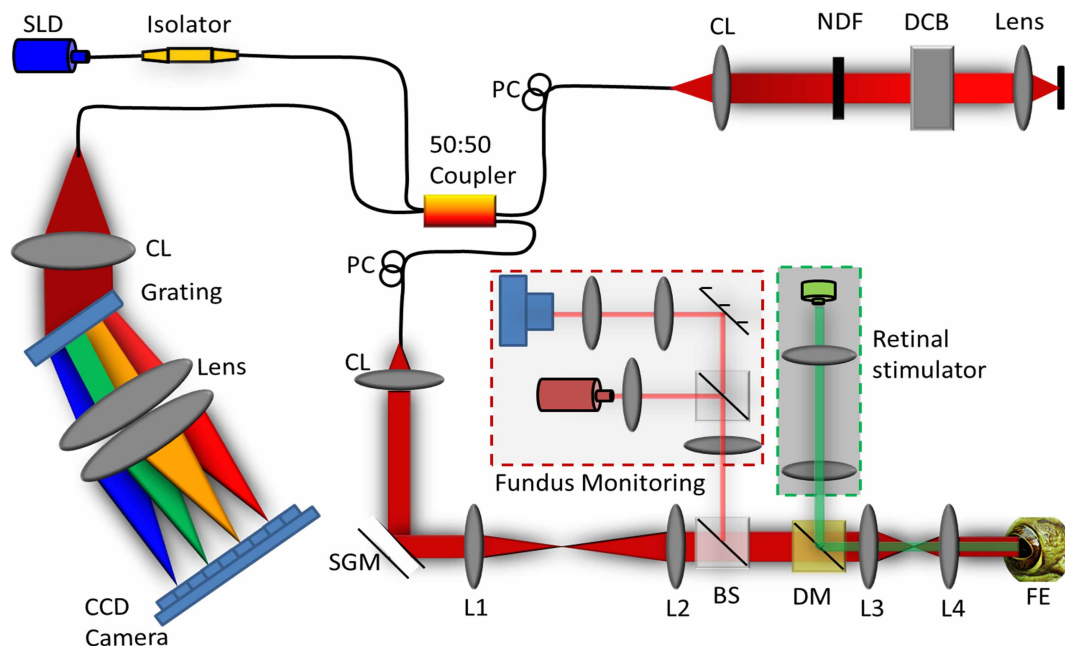 SLD
Isolator
CL
NDF
DCB
Lens
PC
50:50
Coupler
CL
PC
Grating
Lens
CL
Retinal
stimulator
Fundus Monitoring
SGM
L1
L2
BS
DM
L3
L4
FE
CCD
Camera